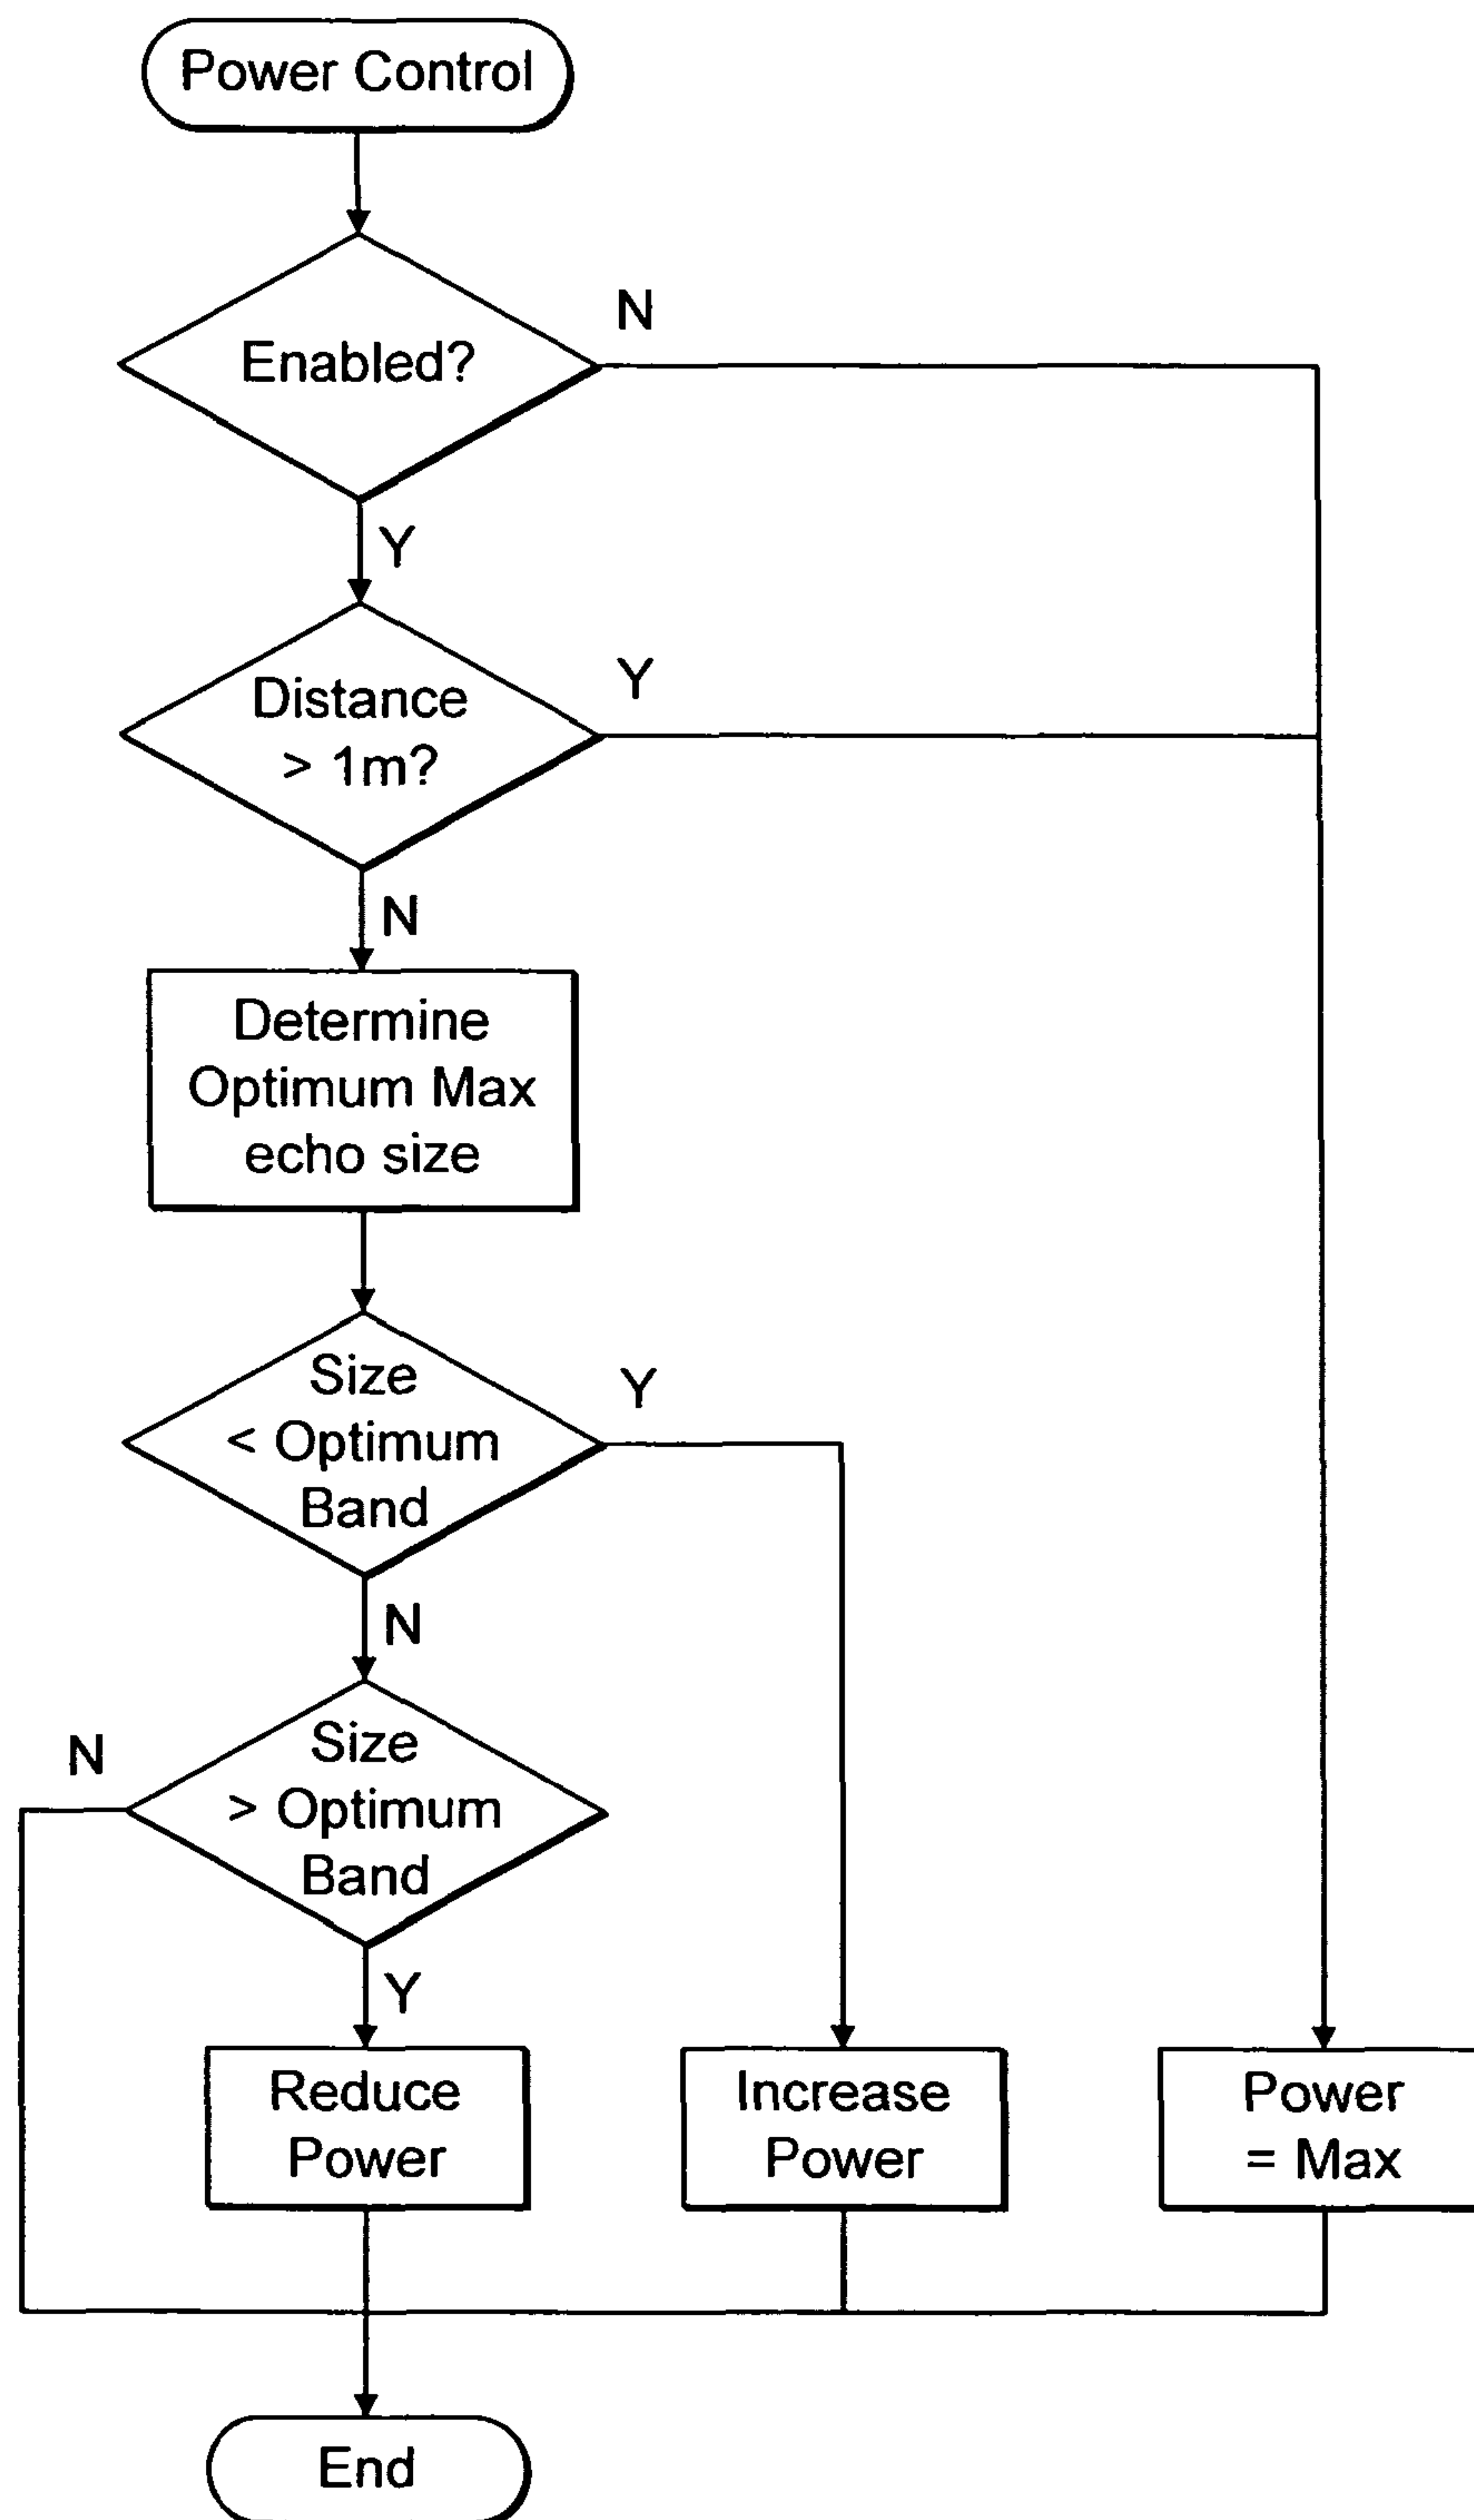 Power Control
Enabled?
N
Y
Distance
> 1m?
Y
N
Determine
Optimum Max
echo size
Size
< Optimum
Band
Y
N
Size
> Optimum
Band
N
Y
Reduce
Power
Increase
Power
Power
= Max
End